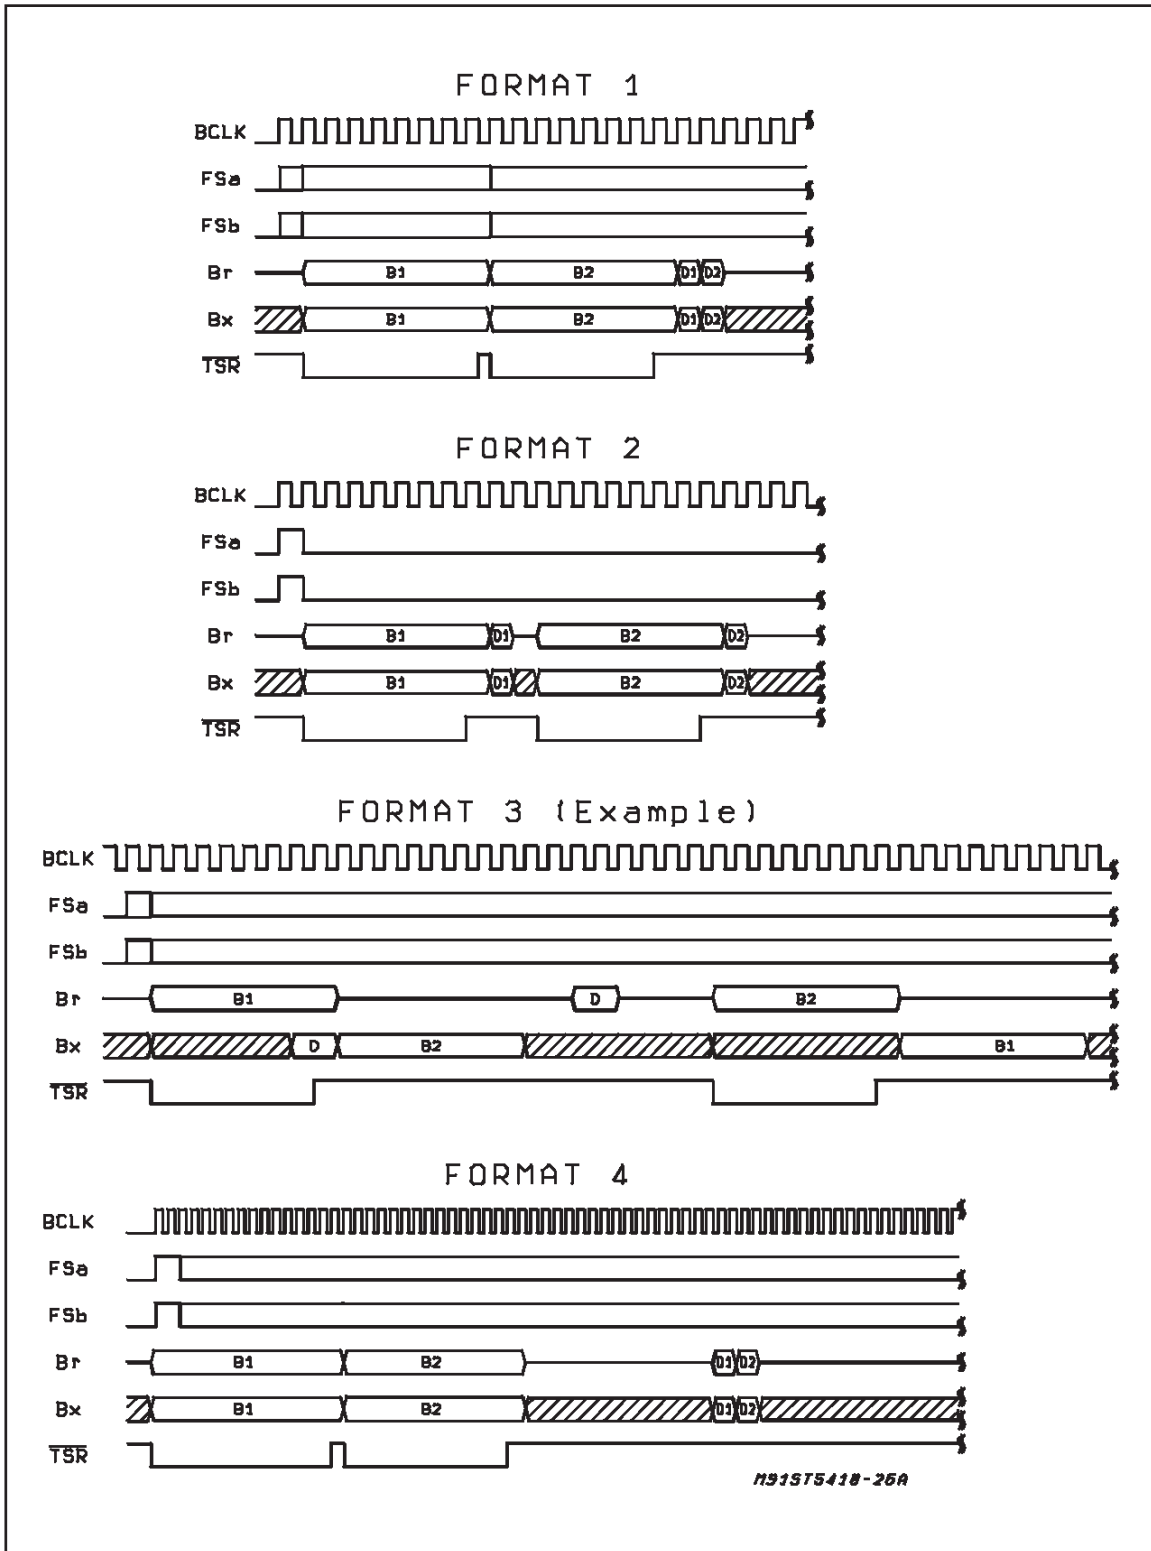 FORMAT 1
BCLK
FSa
FSb
Br B1 B2 D1 D2
Bx B1 B2 D1 D2
TSR
FORMAT 2
BCLK
FSa
FSb
Br B1 D1 B2 D2
Bx B1 D1 B2 D2
TSR
FORMAT 3 (Example)
BCLK
FSa
FSb
Br B1 D B2
Bx D B2 B1
TSR
FORMAT 4
BCLK
FSa
FSb
Br B1 B2 D1 D2
Bx B1 B2 D1 D2
TSR
M91ST5410-26A